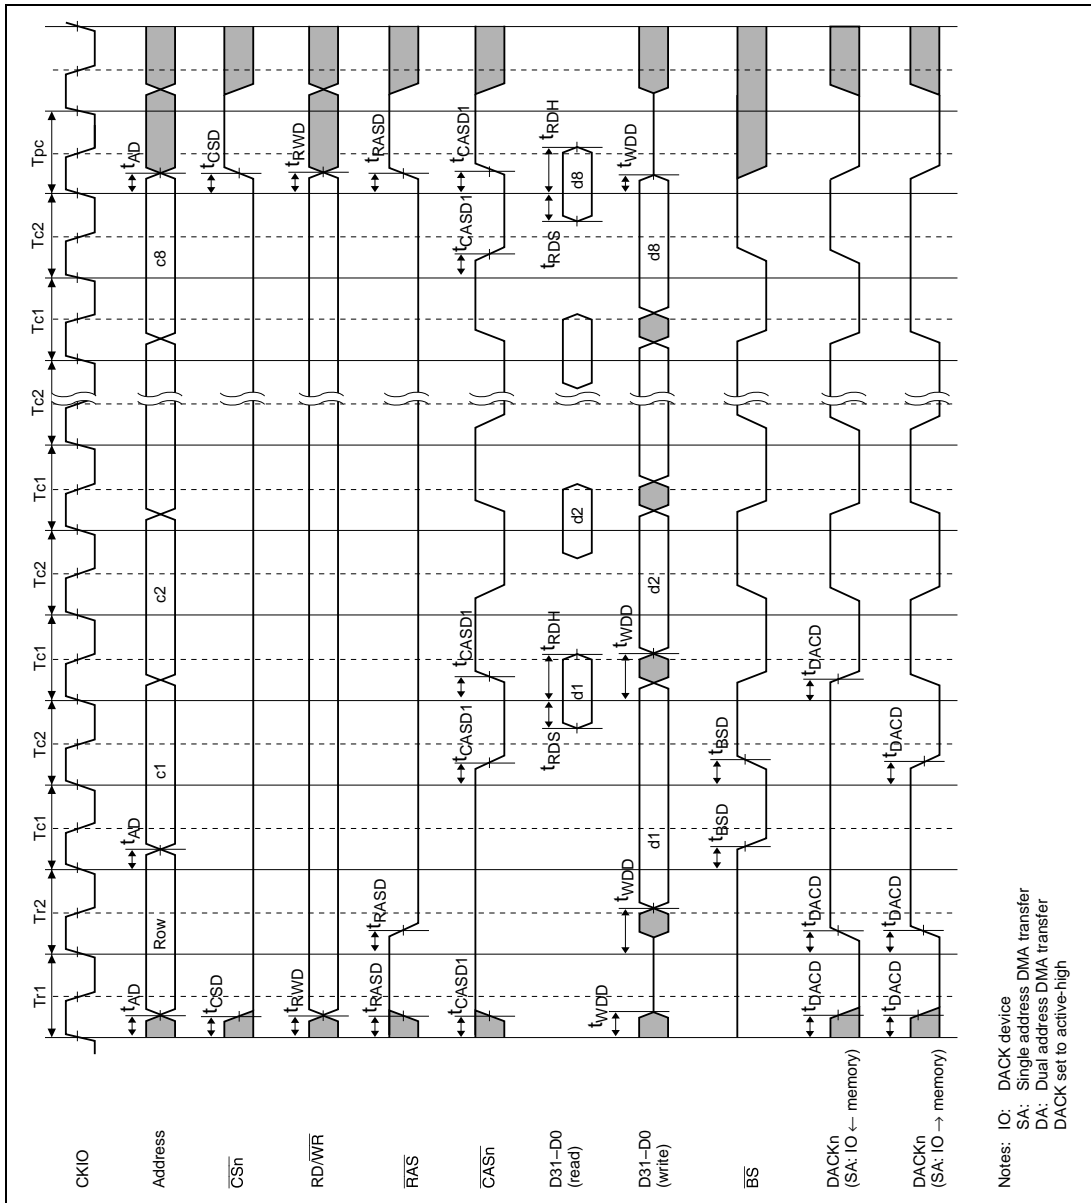 Tr1 Tr2 Tc1 Tc2 Tc1 Tc2 Tc1 Tc2 Tc1 Tc2 Tpc
CKIO
tAD tAD tAD
Address Row c1 c2 c8
tCSD tCSD
CSn
tRWD tRWD
RD/WR
tRASD tRASD tRASD
RAS
tCASD1 tCASD1 tCASD1 tCASD1 tCASD1
CASn
tRDS tRDH tRDS tRDH
D31–D0 d1 d2 d8
(read)
tWDD tWDD tWDD tWDD
D31–D0 d1 d2 d8
(write)
tBSD tBSD
BS
tDACD tDACD tDACD
DACKn
(SA: IO ← memory)
tDACD tDACD tDACD
DACKn
(SA: IO → memory)
Notes: IO: DACK device
SA: Single address DMA transfer
DA: Dual address DMA transfer
DACK set to active-high